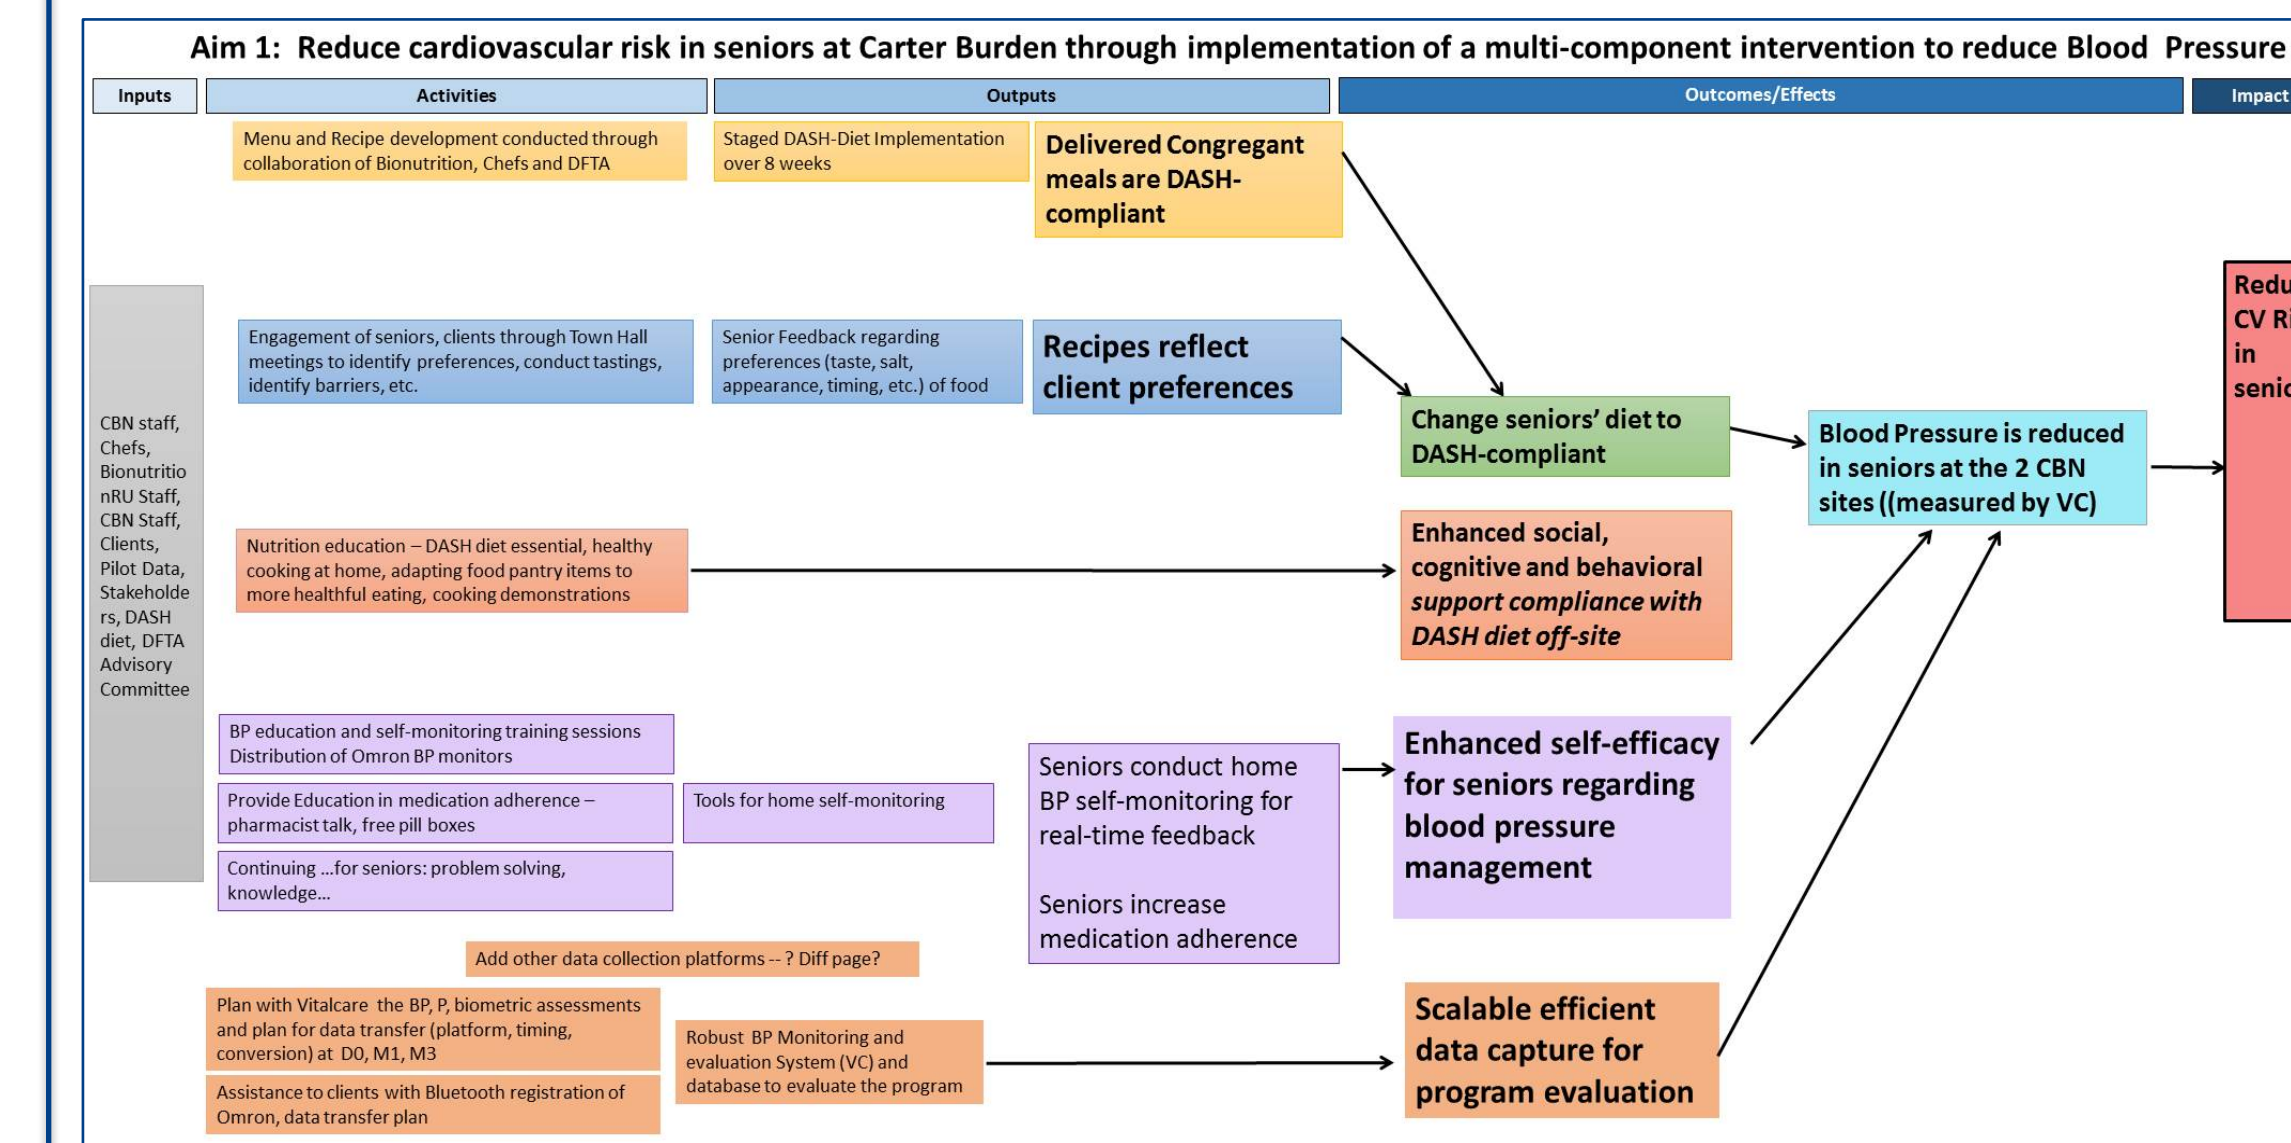 Aim 1: Reduce cardiovascular risk in seniors at Carter Burden through implementation of a multi-component intervention to reduce Blood Pressure
Inputs
Activities
Outputs
Outcomes/Effects
Impact
Menu and Recipe development conducted through
collaboration of Bionutrition, Chefs and DFTA
Staged DASH-Diet Implementation
over 8 weeks
Delivered Congregant
meals are DASH-
compliant
Engagement of seniors, clients through Town Hall
meetings to identify preferences, conduct tastings,
identify barriers, etc.
Senior Feedback regarding
preferences (taste, salt,
appearance, timing, etc.) of food
Recipes reflect
client preferences
Change seniors' diet to
DASH-compliant
Blood Pressure is reduced
in seniors at the 2 CBN
sites ((measured by VC)
Redu
CV Ri
in
senio
CBN staff,
Chefs,
Bionutritio
nRU Staff,
CBN Staff,
Clients,
Pilot Data,
Stakeholde
rs, DASH
diet, DFTA
Advisory
Committee
Nutrition education – DASH diet essential, healthy
cooking at home, adapting food pantry items to
more healthful eating, cooking demonstrations
Enhanced social,
cognitive and behavioral
support compliance with
DASH diet off-site
BP education and self-monitoring training sessions
Distribution of Omron BP monitors
Provide Education in medication adherence –
pharmacist talk, free pill boxes
Continuing …for seniors: problem solving,
knowledge…
Tools for home self-monitoring
Seniors conduct home
BP self-monitoring for
real-time feedback
Seniors increase
medication adherence
Enhanced self-efficacy
for seniors regarding
blood pressure
management
Add other data collection platforms -- ? Diff page?
Plan with Vitalcare the BP, P, biometric assessments
and plan for data transfer (platform, timing,
conversion) at D0, M1, M3
Assistance to clients with Bluetooth registration of
Omron, data transfer plan
Robust BP Monitoring and
evaluation System (VC) and
database to evaluate the program
Scalable efficient
data capture for
program evaluation